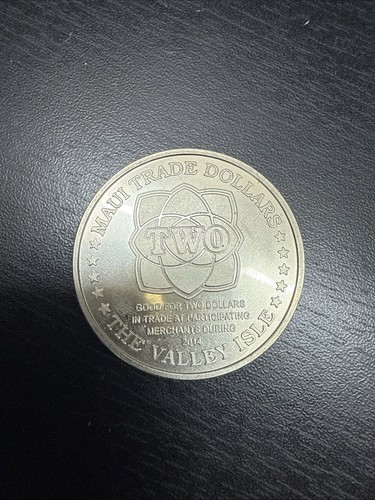 MAUI TRADE DOLLARS
TWO
GOOD FOR TWO DOLLARS
IN TRADE AT PARTICIPATING
MERCHANTS DURING
2014
THE VALLEY ISLE